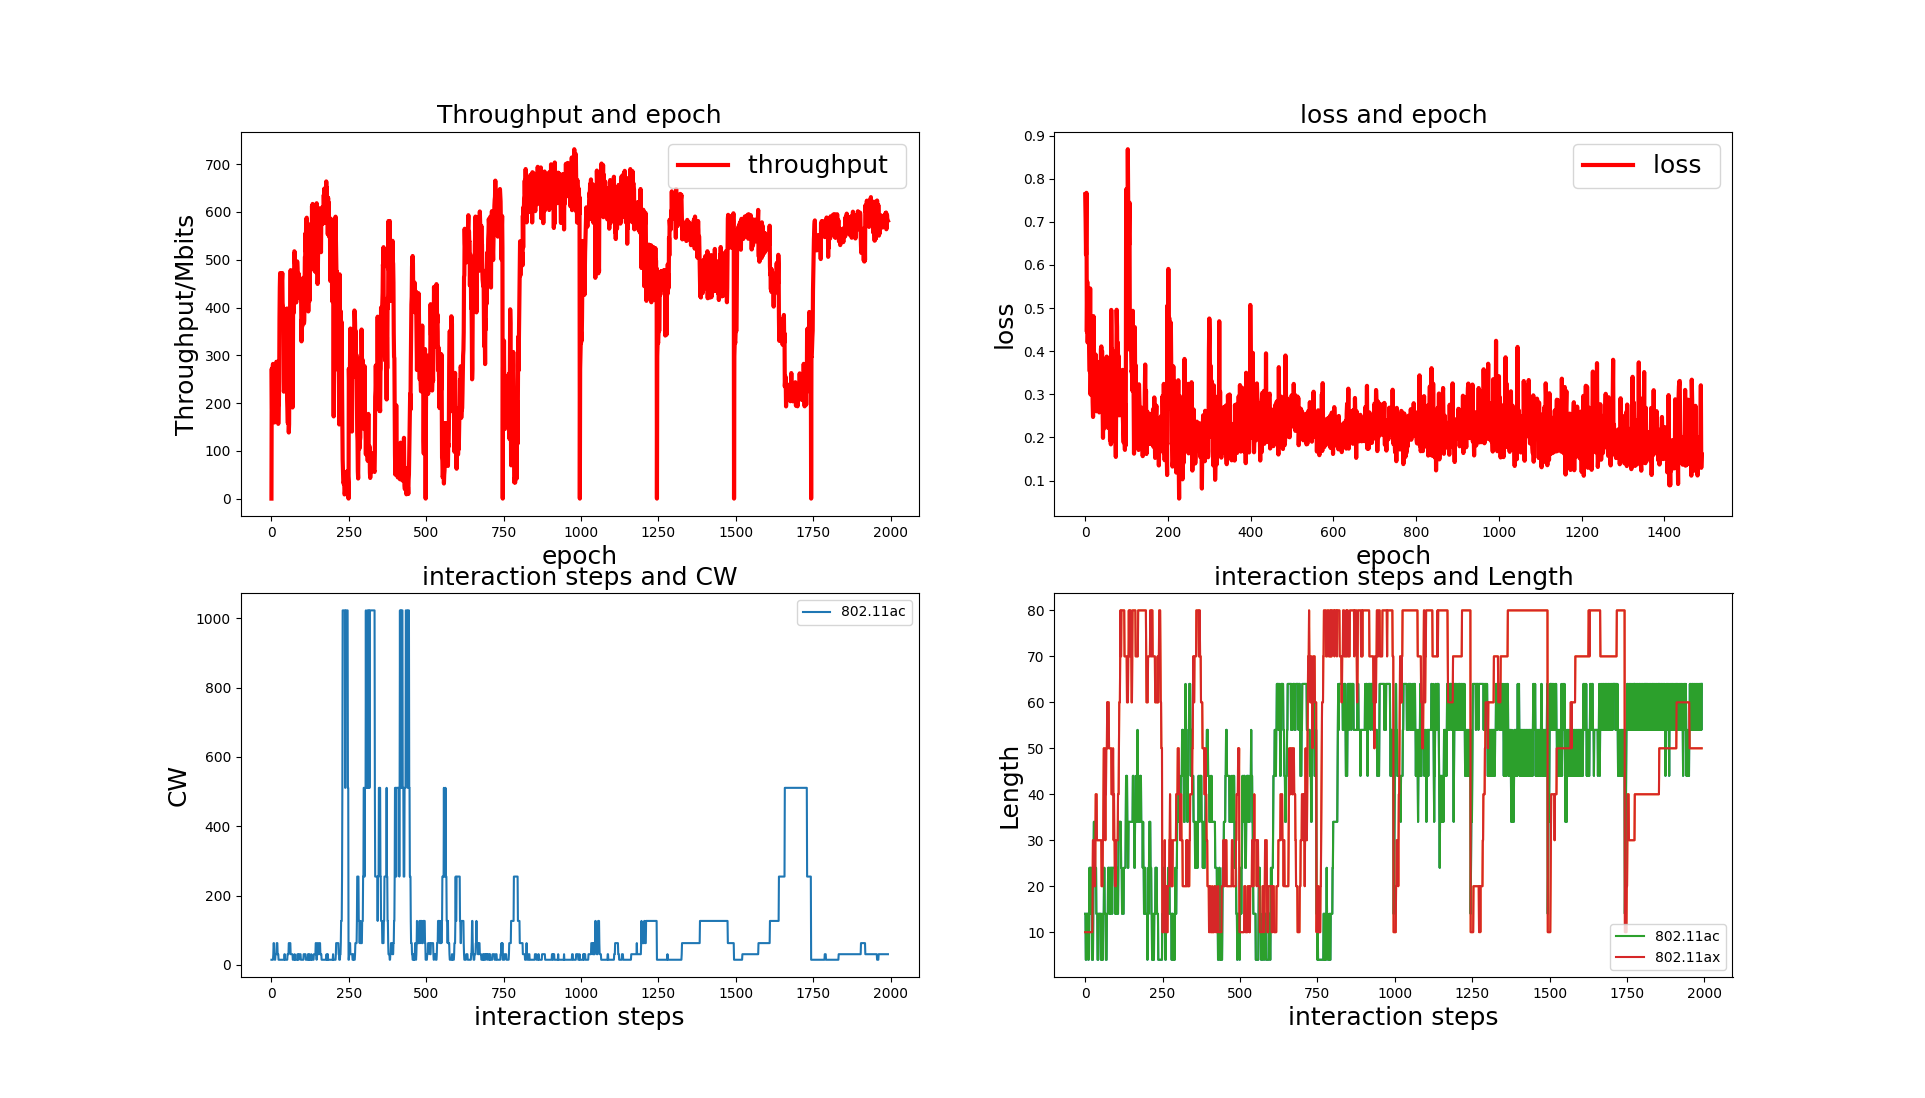 Throughput and epoch
throughput
Throughput/Mbits
700
600
500
400
300
200
100
0
0 250 500 750 1000 1250 1500 1750 2000
epoch
loss and epoch
loss
loss
0.9
0.8
0.7
0.6
0.5
0.4
0.3
0.2
0.1
0 200 400 600 800 1000 1200 1400
epoch
interaction steps and CW
802.11ac
CW
1000
800
600
400
200
0
0 250 500 750 1000 1250 1500 1750 2000
interaction steps
interaction steps and Length
Length
80
70
60
50
40
30
20
10
802.11ac
802.11ax
0 250 500 750 1000 1250 1500 1750 2000
interaction steps